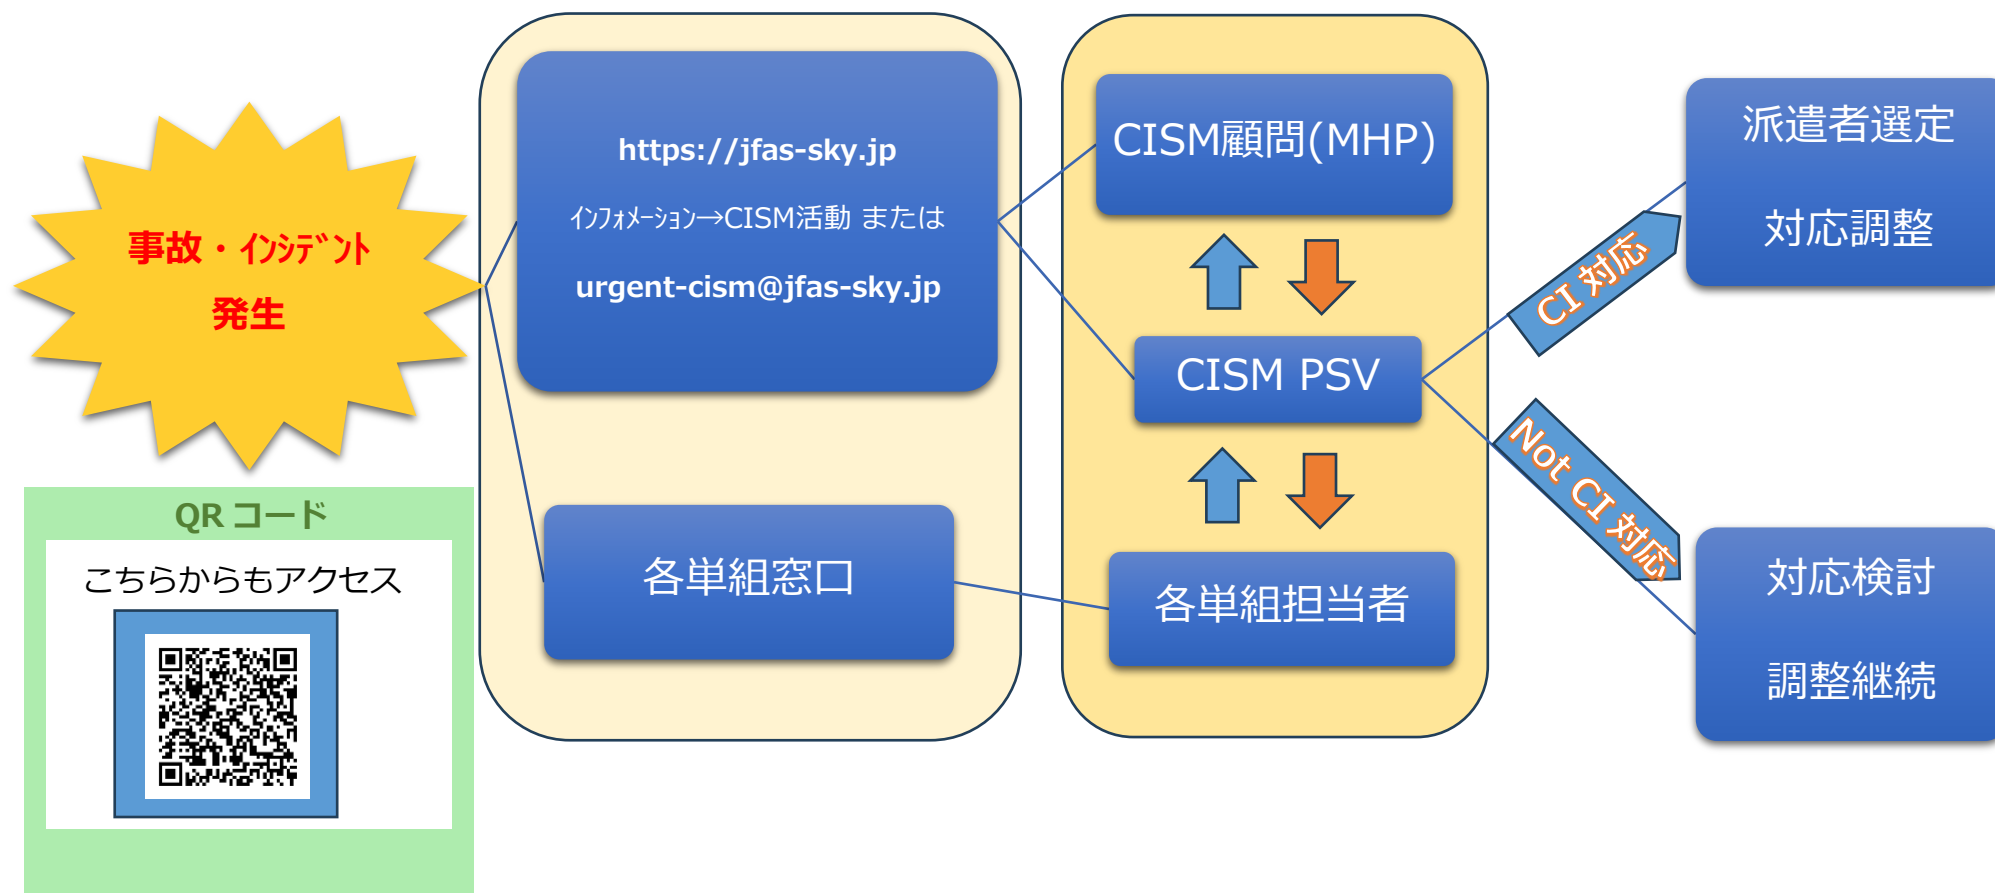 事故・ｲﾝｼﾃﾞﾝﾄ
発生
QR コード
こちらからもアクセス
https://jfas-sky.jp
ｲﾝﾌｫﾒｰｼｮﾝ→CISM活動 または
urgent-cism@jfas-sky.jp
各単組窓口
CISM顧問(MHP)
CISM PSV
各単組担当者
CI 対応
Not CI 対応
派遣者選定
対応調整
対応検討
調整継続